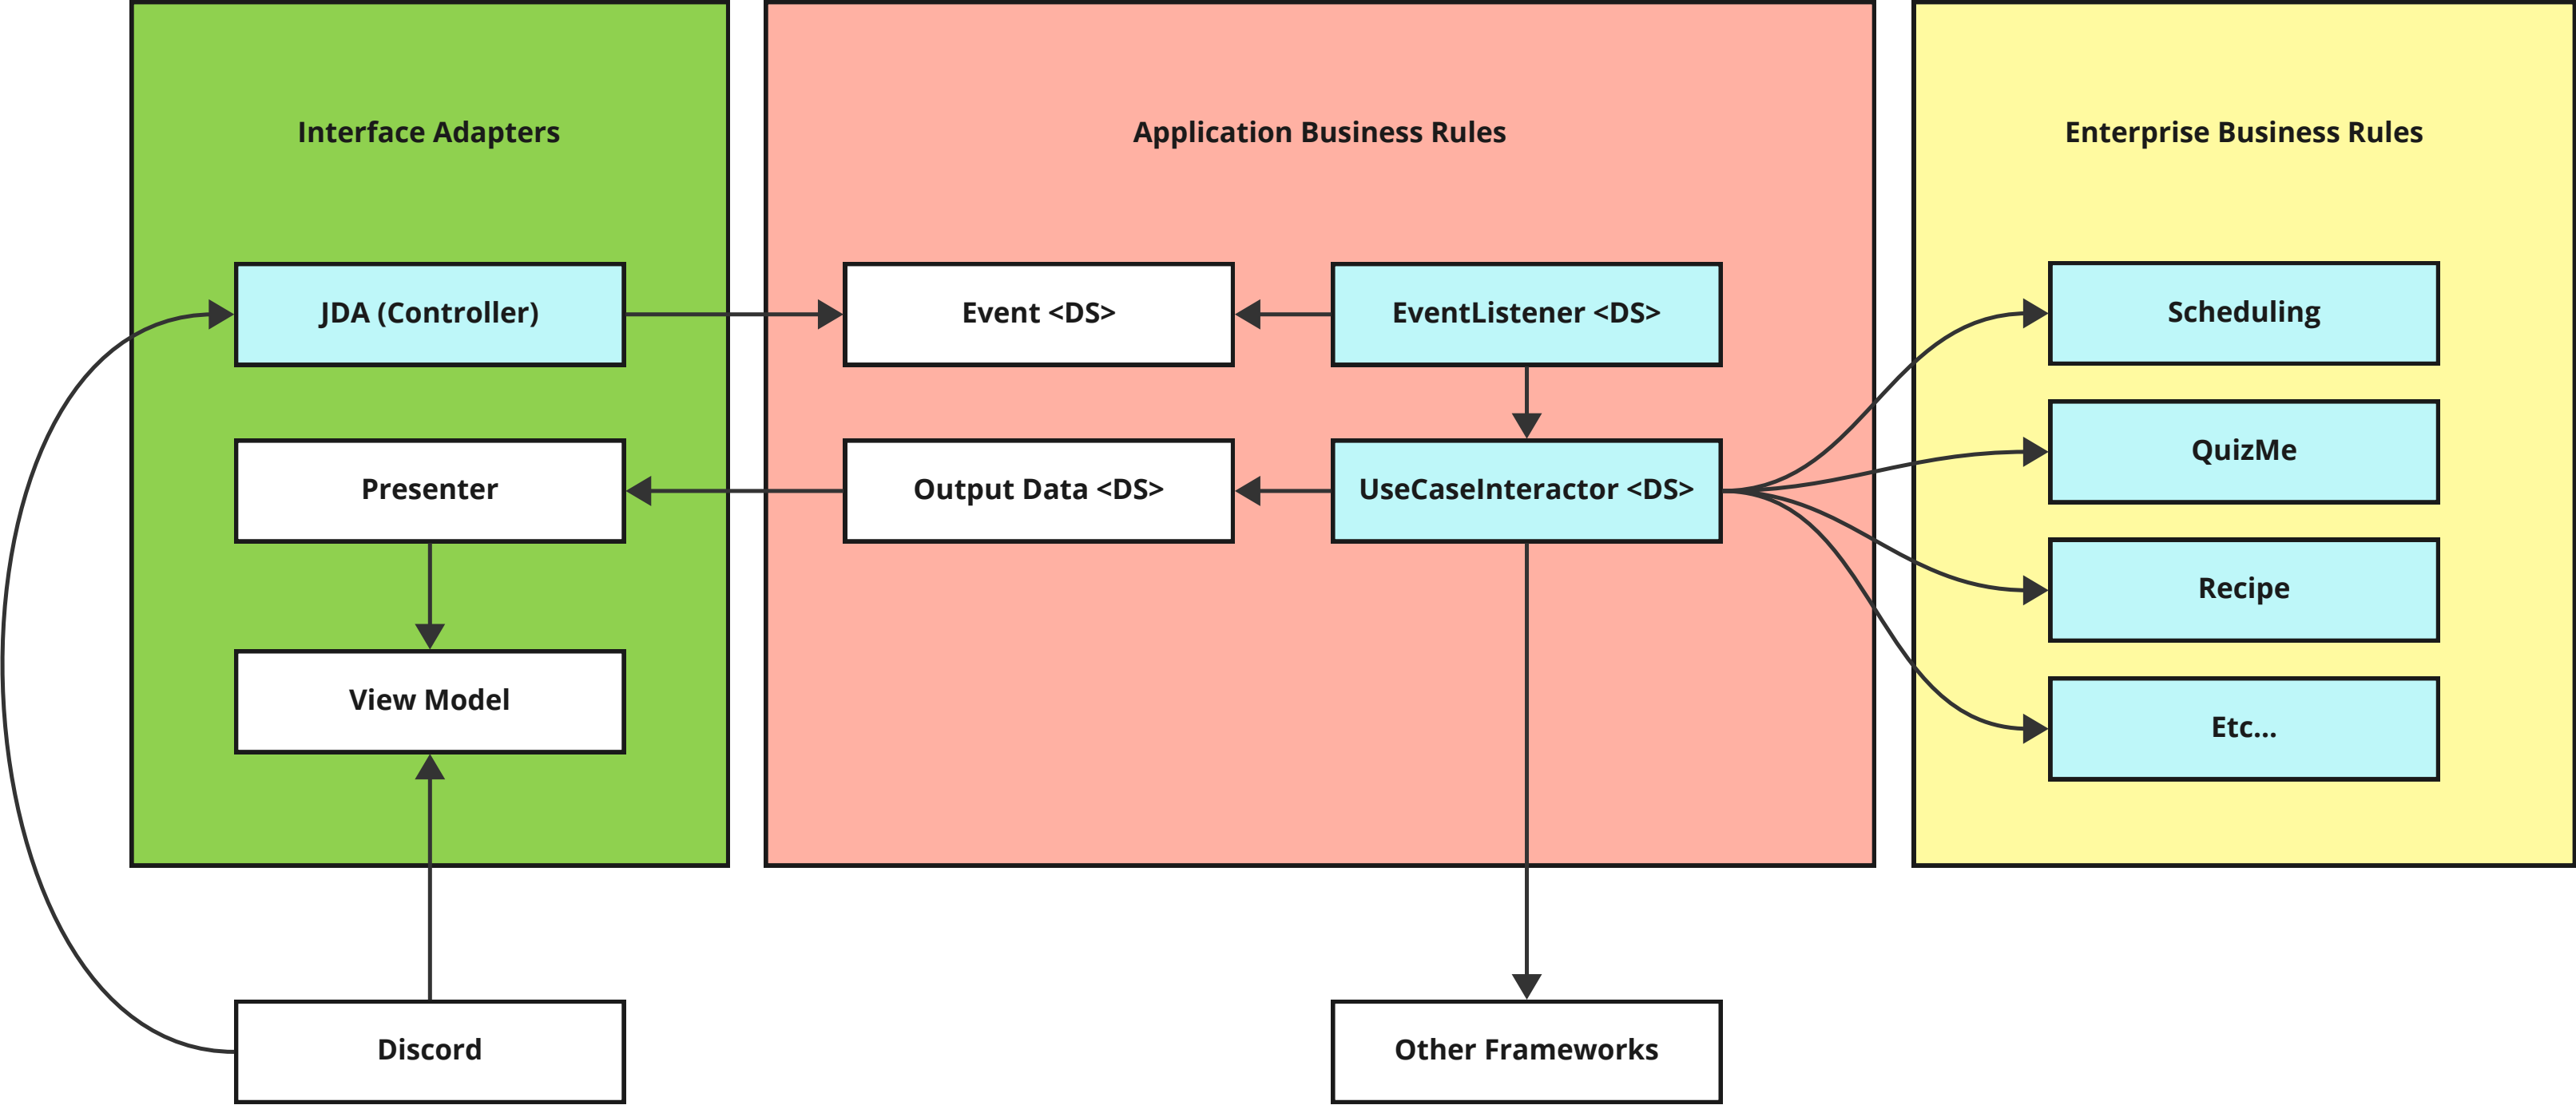 Interface Adapters
Application Business Rules
Enterprise Business Rules
JDA (Controller)
Event <DS>
EventListener <DS>
Scheduling
Presenter
Output Data <DS>
UseCaseInteractor <DS>
QuizMe
Recipe
View Model
Etc...
Discord
Other Frameworks